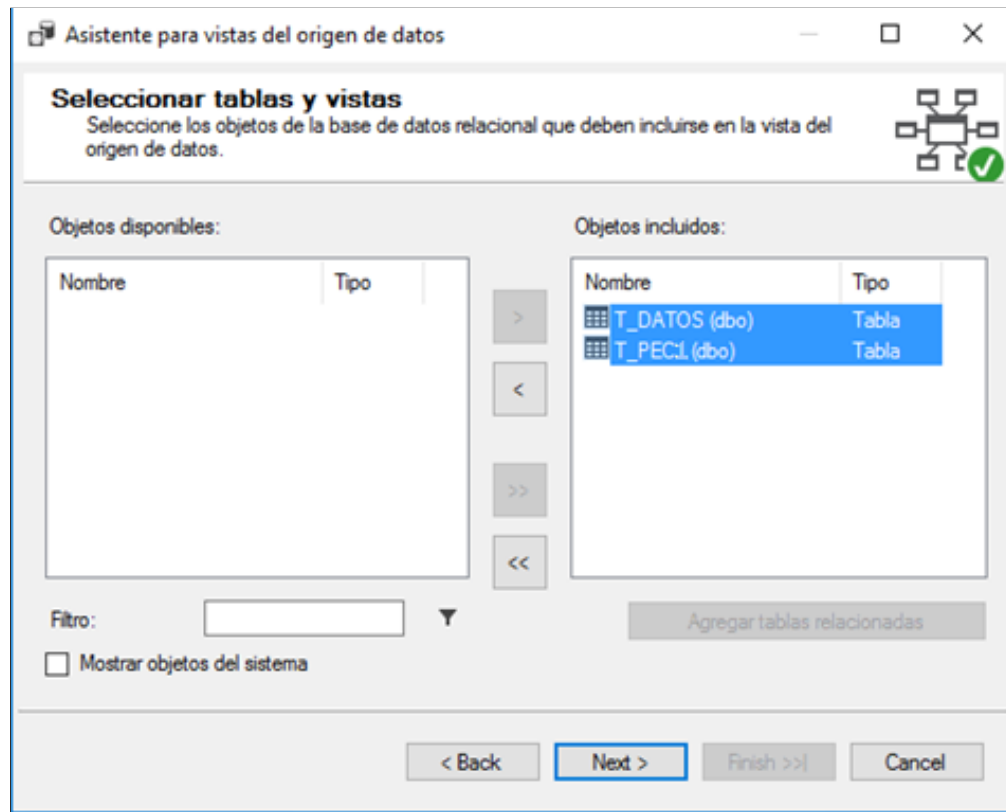 Asistente para vistas del origen de datos
Seleccionar tablas y vistas
Seleccione los objetos de la base de datos relacional que deben incluirse en la vista del
origen de datos.
Objetos disponibles:
Nombre Tipo
Objetos incluidos:
Nombre Tipo
T_DATOS (dbo) Tabla
T_PEC1 (dbo) Tabla
>
<
>>
<<
Filtro:
Agregar tablas relacionadas
Mostrar objetos del sistema
< Back
Next >
Finish >>|
Cancel